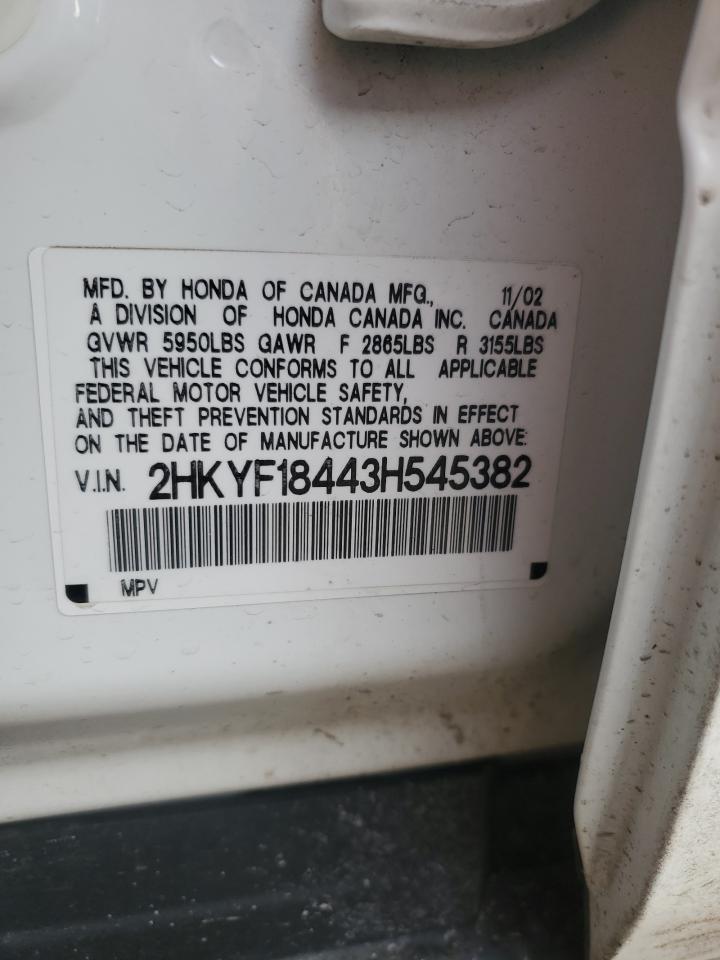 MFD. BY HONDA OF CANADA MFG., 11/02
A DIVISION OF HONDA CANADA INC. CANADA
GVWR 5950LBS GAWR F 2865LBS R 3155LBS
THIS VEHICLE CONFORMS TO ALL APPLICABLE
FEDERAL MOTOR VEHICLE SAFETY,
AND THEFT PREVENTION STANDARDS IN EFFECT
ON THE DATE OF MANUFACTURE SHOWN ABOVE:
V.I.N. 2HKYF18443H545382
MPV